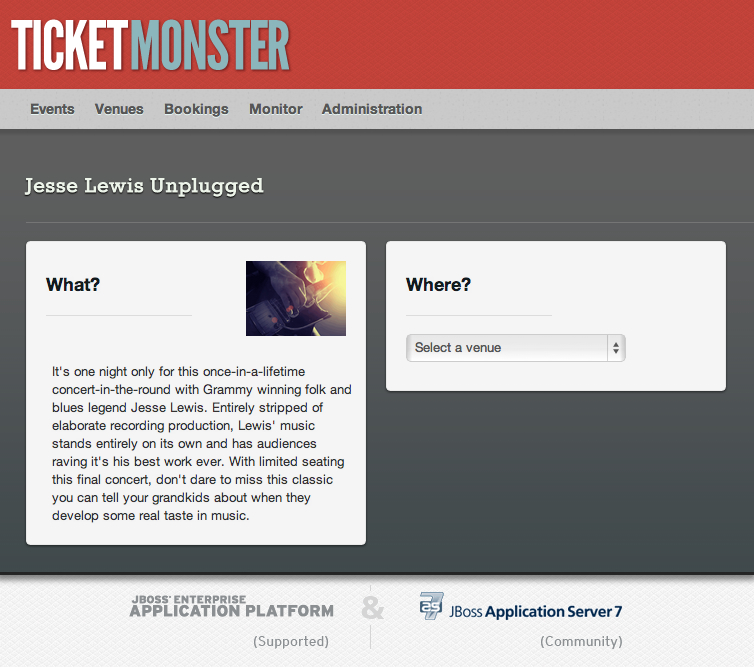 TICKETMONSTER
Events Venues Bookings Monitor Administration
Jesse Lewis Unplugged
What?
It's one night only for this once-in-a-lifetime
concert-in-the-round with Grammy winning folk and
blues legend Jesse Lewis. Entirely stripped of
elaborate recording production, Lewis' music
stands entirely on its own and has audiences
raving it's his best work ever. With limited seating
this final concert, don't dare to miss this classic
you can tell your grandkids about when they
develop some real taste in music.
Where?
Select a venue
JBOSS® ENTERPRISE
APPLICATION PLATFORM
(Supported)
&
as7
JBoss Application Server 7
(Community)